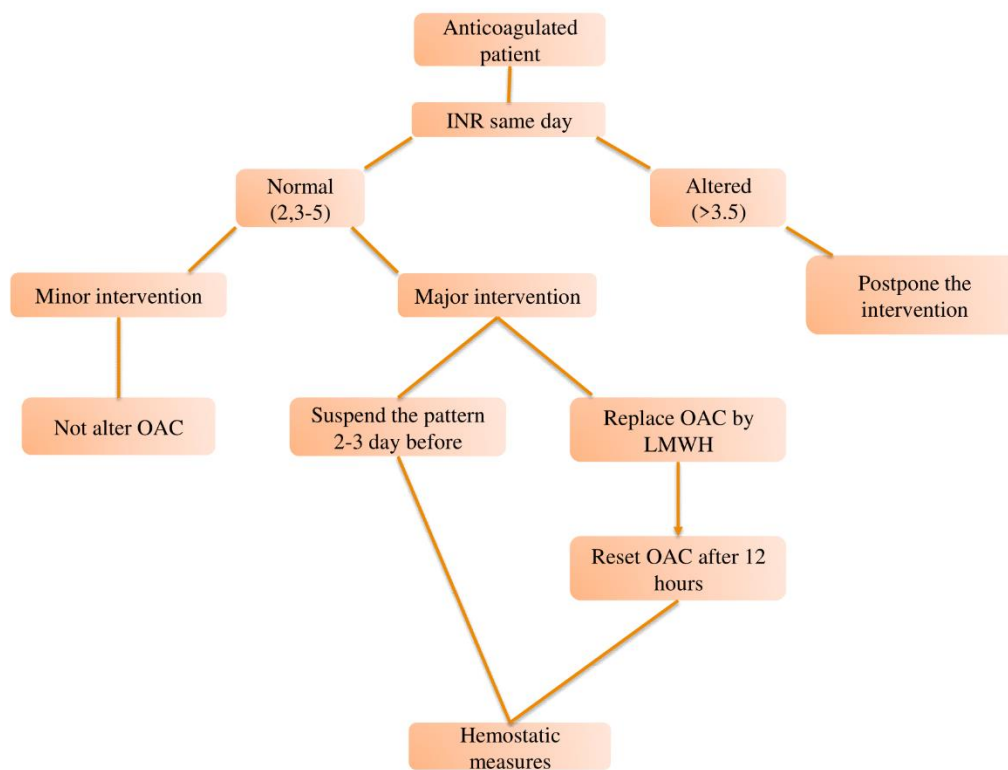 Anticoagulated
patient
INR same day
Normal
(2,3-5)
Altered
(>3.5)
Minor intervention
Major intervention
Postpone the
intervention
Not alter OAC
Suspend the pattern
2-3 day before
Replace OAC by
LMWH
Reset OAC after 12
hours
Hemostatic
measures